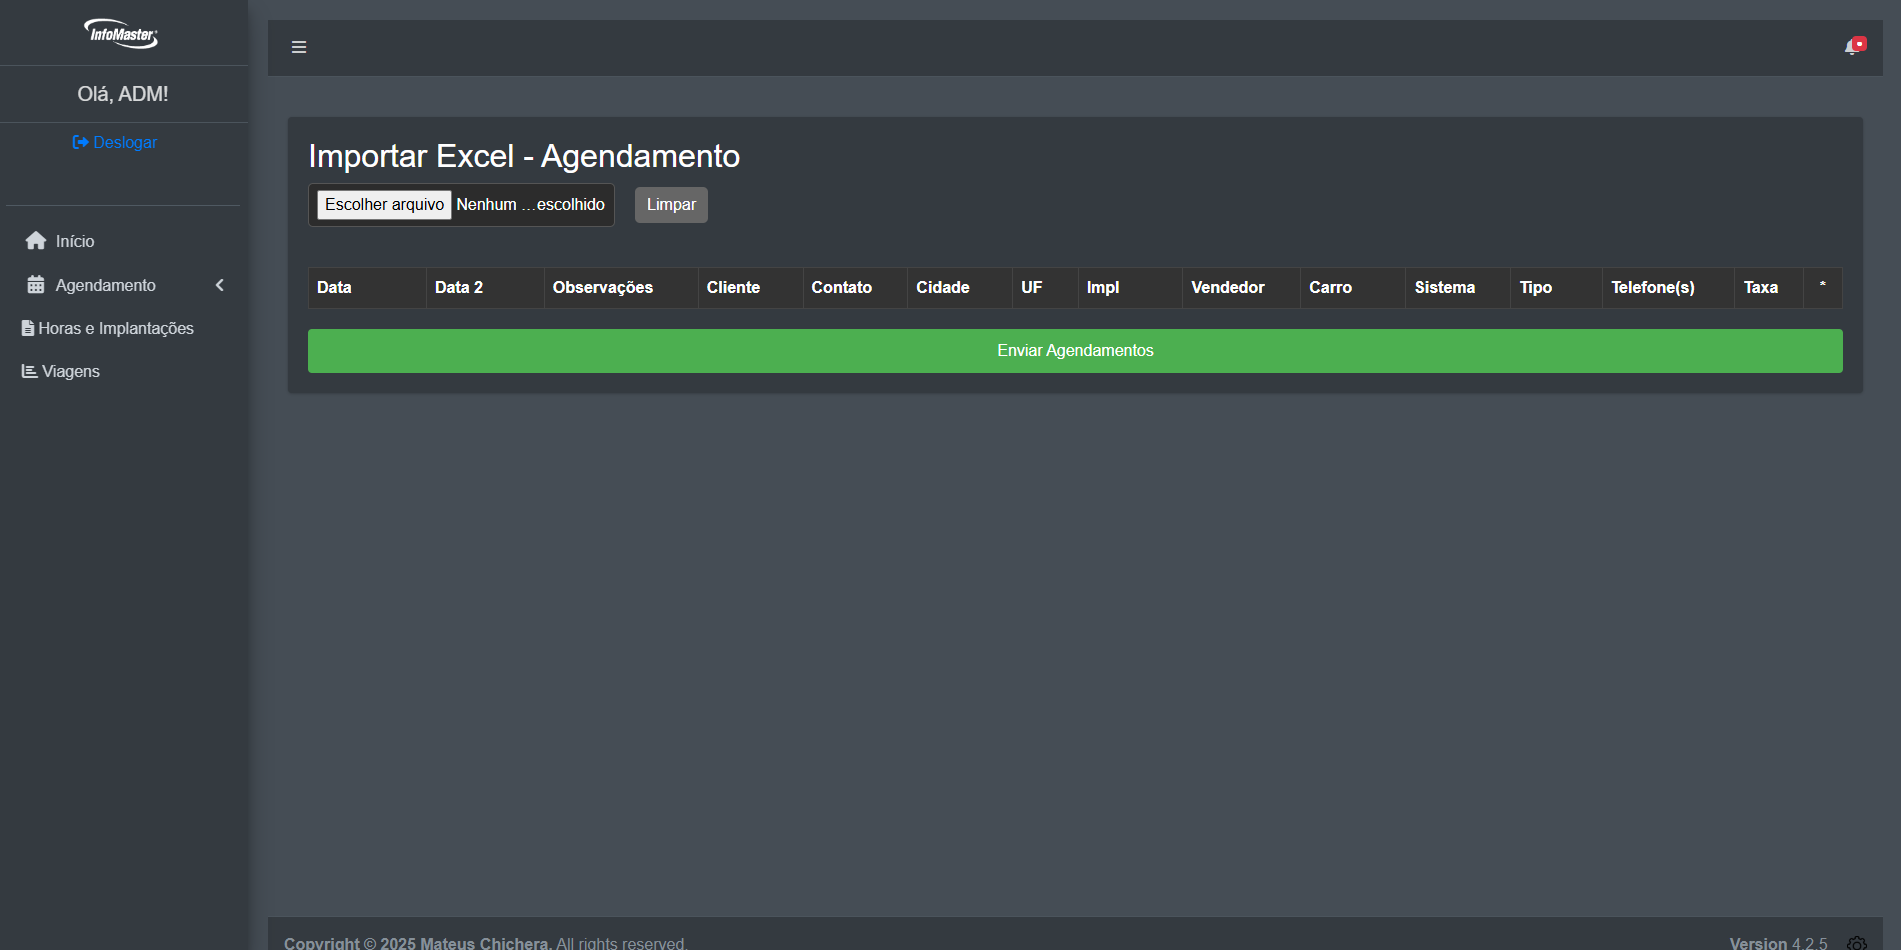 InfoMaster
Olá, ADM!
Deslogar
Início
Agendamento
Horas e Implantações
Viagens
Importar Excel - Agendamento
Escolher arquivo Nenhum ...escolhido Limpar
Data Data 2 Observações Cliente Contato Cidade UF Impl Vendedor Carro Sistema Tipo Telefone(s) Taxa *
Enviar Agendamentos
Copyright © 2025 Mateus Chichera. All rights reserved. Version 4.2.5